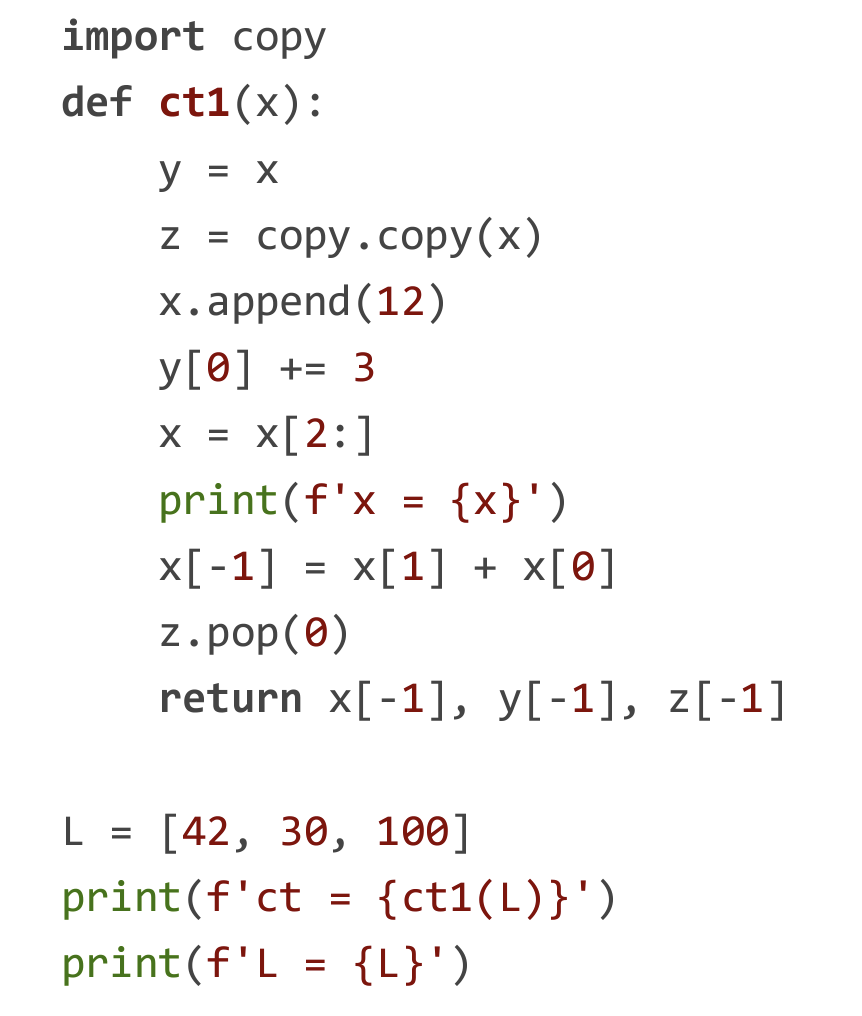 import copy
def ct1(x):
    y = x
    z = copy.copy(x)
    x.append(12)
    y[0] += 3
    x = x[2:]
    print(f'x = {x}')
    x[-1] = x[1] + x[0]
    z.pop(0)
    return x[-1], y[-1], z[-1]

L = [42, 30, 100]
print(f'ct = {ct1(L)}')
print(f'L = {L}')